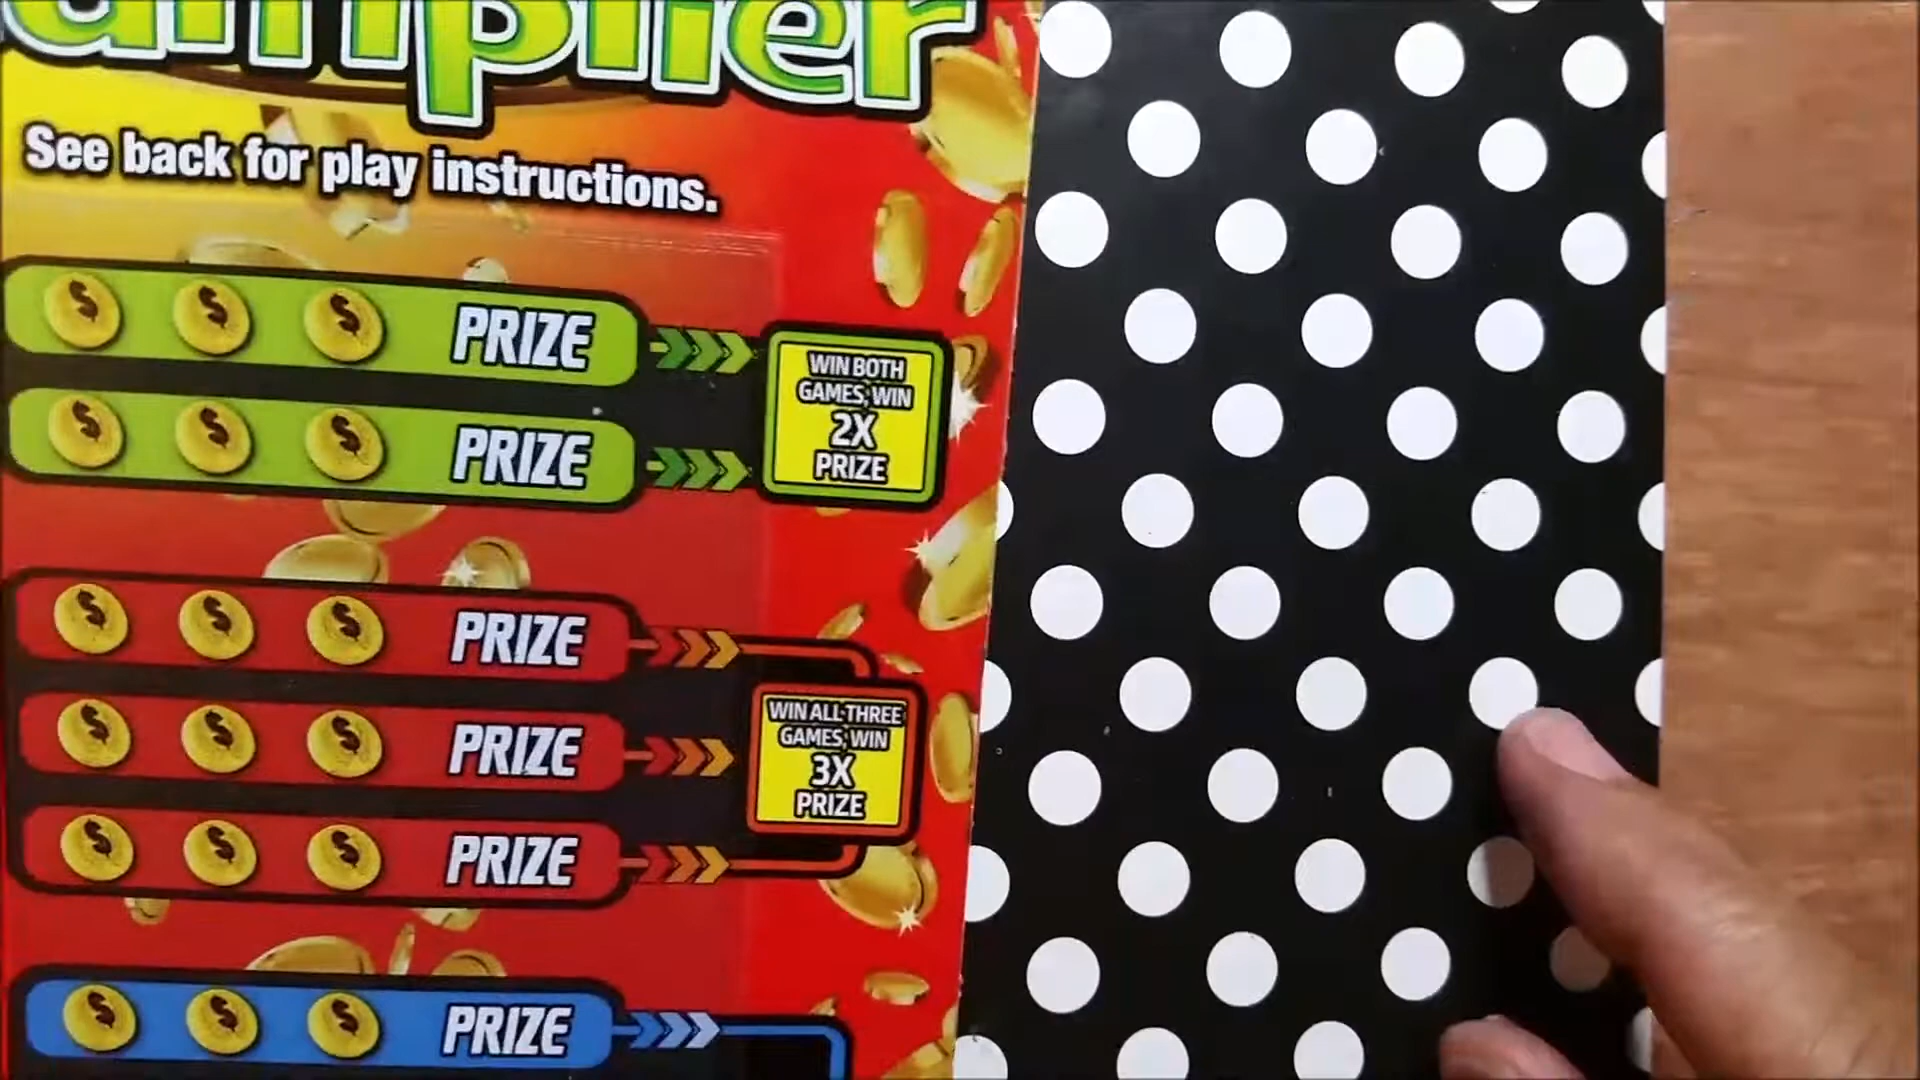 See back for play instructions.
PRIZE
PRIZE
WIN BOTH
GAMES, WIN
2X
PRIZE
PRIZE
PRIZE
PRIZE
WIN ALL THREE
GAMES, WIN
3X
PRIZE
PRIZE